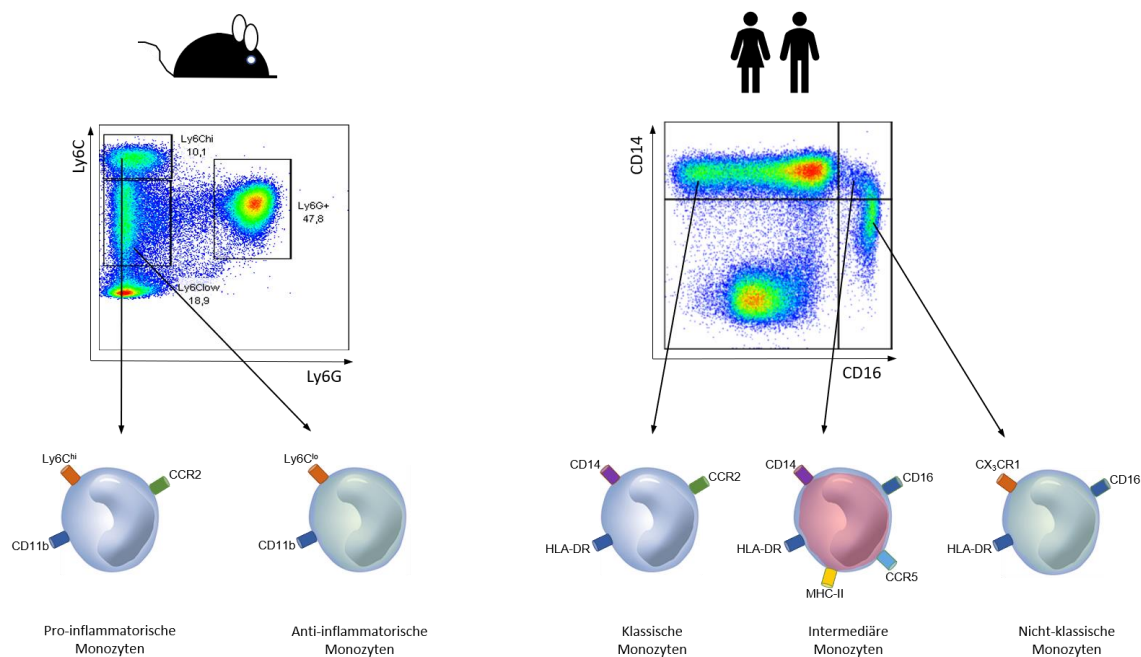 Ly6C
Ly6Chi
10,1
Ly6G+
47,8
Ly6Clow
18,9
Ly6G
CD14
CD16
Ly6Chi
CCR2
CD11b
Ly6Clo
CD11b
CD14
CCR2
HLA-DR
CD14
CD16
HLA-DR
CCR5
MHC-II
CX3CR1
CD16
HLA-DR
Pro-inflammatorische
Monozyten
Anti-inflammatorische
Monozyten
Klassische
Monozyten
Intermediäre
Monozyten
Nicht-klassische
Monozyten